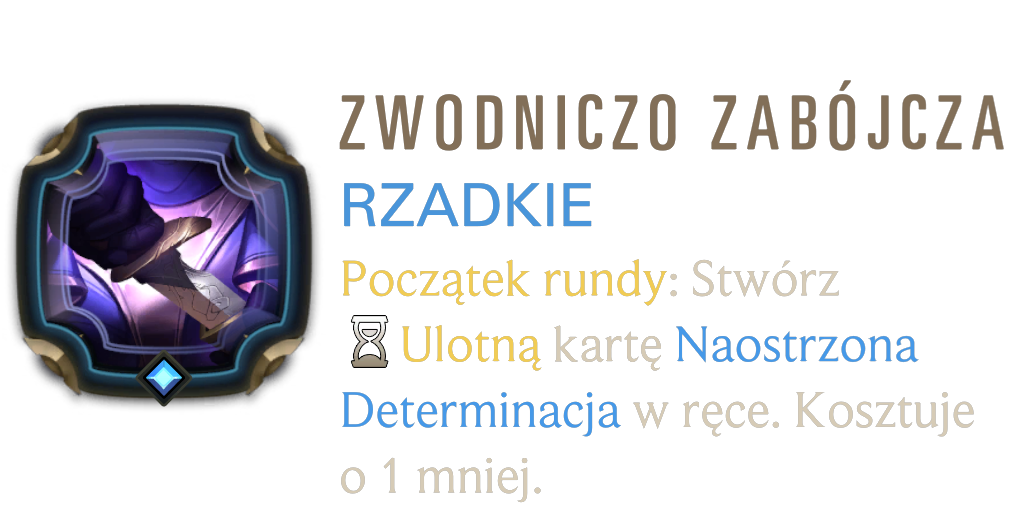 ZWODNICZO ZABÓJCZA
RZADKIE
Początek rundy: Stwórz
Ulotną kartę Naostrzona
Determinacja w ręce. Kosztuje
o 1 mniej.